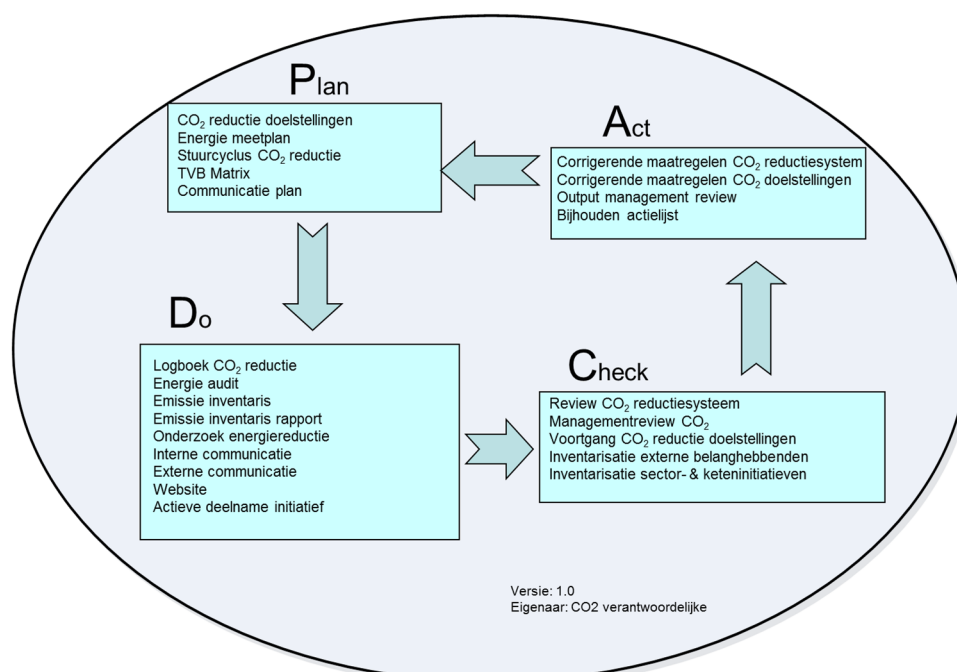 Plan
CO₂ reductie doelstellingen
Energie meetplan
Stuurcyclus CO₂ reductie
TVB Matrix
Communicatie plan
Act
Corrigerende maatregelen CO₂ reductiesystem
Corrigerende maatregelen CO₂ doelstellingen
Output management review
Bijhouden actielijst
Do
Logboek CO₂ reductie
Energie audit
Emissie inventaris
Emissie inventaris rapport
Onderzoek energiereductie
Interne communicatie
Externe communicatie
Website
Actieve deelname initiatief
Check
Review CO₂ reductiesysteem
Managementreview CO₂
Voortgang CO₂ reductie doelstellingen
Inventarisatie externe belanghebbenden
Inventarisatie sector- & keteninitiatieven
Versie: 1.0
Eigenaar: CO2 verantwoordelijke